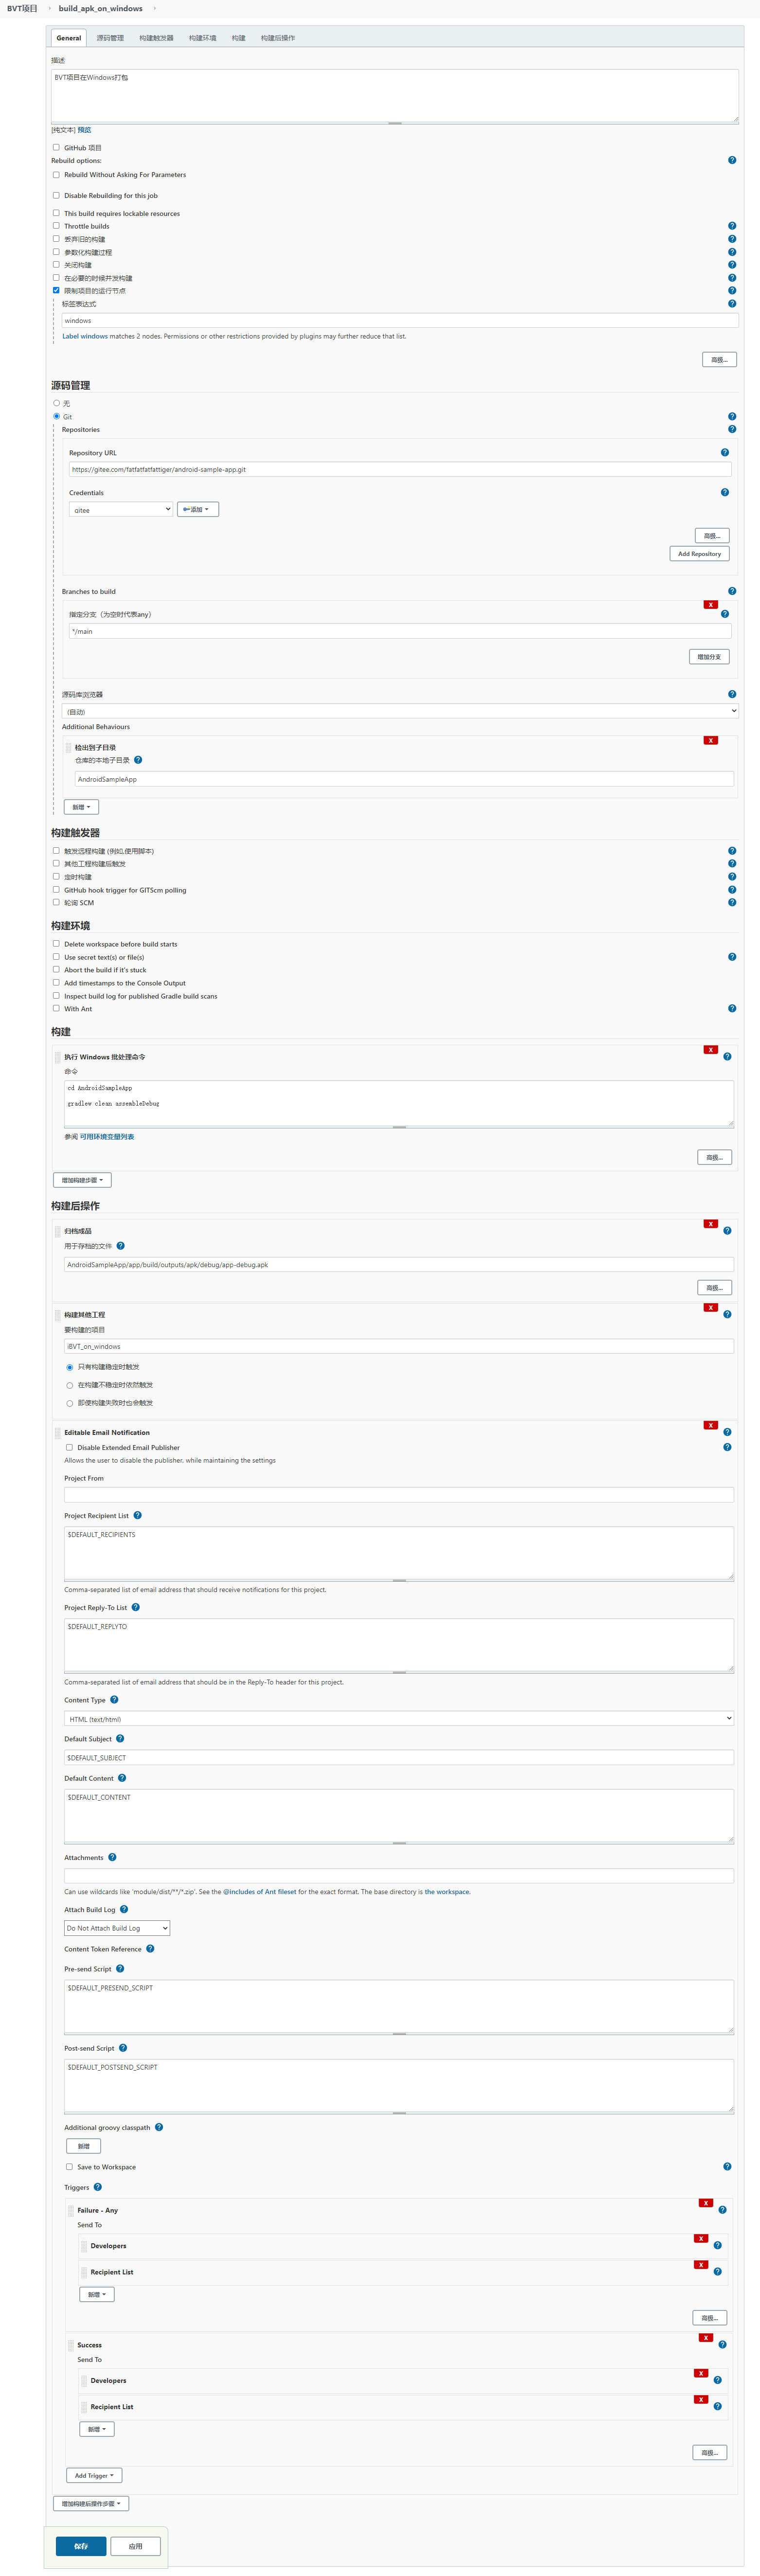 BVT项目 build_apk_on_windows
General 源码管理 构建触发器 构建环境 构建 构建后操作
描述
BVT项目在Windows打包
[纯文本] 预览
GitHub 项目
Rebuild options:
Rebuild Without Asking For Parameters
Disable Rebuilding for this job
This build requires lockable resources
Throttle builds
丢弃旧的构建
参数化构建过程
关闭构建
在必要的时候并发构建
限制项目的运行节点
标签表达式
windows
Label windows matches 2 nodes. Permissions or other restrictions provided by plugins may further reduce that list.
高级...
源码管理
无
Git
Repositories
Repository URL
https://gitee.com/fatfatfatfattiger/android-sample-app.git
Credentials
gitee 添加
高级...
Add Repository
Branches to build
X
指定分支（为空时代表any）
*/main
增加分支
源码库浏览器
(自动)
Additional Behaviours
X
检出到子目录
仓库的本地子目录
AndroidSampleApp
新增
构建触发器
触发远程构建 (例如,使用脚本)
其他工程构建后触发
定时构建
GitHub hook trigger for GITScm polling
轮询 SCM
构建环境
Delete workspace before build starts
Use secret text(s) or file(s)
Abort the build if it's stuck
Add timestamps to the Console Output
Inspect build log for published Gradle build scans
With Ant
构建
X
执行 Windows 批处理命令
命令
cd AndroidSampleApp
gradlew clean assembleDebug
参阅 可用环境变量列表
高级...
增加构建步骤
构建后操作
X
归档成品
用于存档的文件
AndroidSampleApp/app/build/outputs/apk/debug/app-debug.apk
高级...
X
构建其他工程
要构建的项目
iBVT_on_windows
只有构建稳定时触发
在构建不稳定时依然触发
即使构建失败时也会触发
X
Editable Email Notification
Disable Extended Email Publisher
Allows the user to disable the publisher, while maintaining the settings
Project From
Project Recipient List
$DEFAULT_RECIPIENTS
Comma-separated list of email address that should receive notifications for this project.
Project Reply-To List
$DEFAULT_REPLYTO
Comma-separated list of email address that should be in the Reply-To header for this project.
Content Type
HTML (text/html)
Default Subject
$DEFAULT_SUBJECT
Default Content
$DEFAULT_CONTENT
Attachments
Can use wildcards like 'module/dist/**/*.zip'. See the @includes of Ant fileset for the exact format. The base directory is the workspace.
Attach Build Log
Do Not Attach Build Log
Content Token Reference
Pre-send Script
$DEFAULT_PRESEND_SCRIPT
Post-send Script
$DEFAULT_POSTSEND_SCRIPT
Additional groovy classpath
新增
Save to Workspace
Triggers
X
Failure - Any
Send To
X
Developers
X
Recipient List
新增
高级...
X
Success
Send To
X
Developers
X
Recipient List
新增
高级...
Add Trigger
增加构建后操作步骤
保存 应用